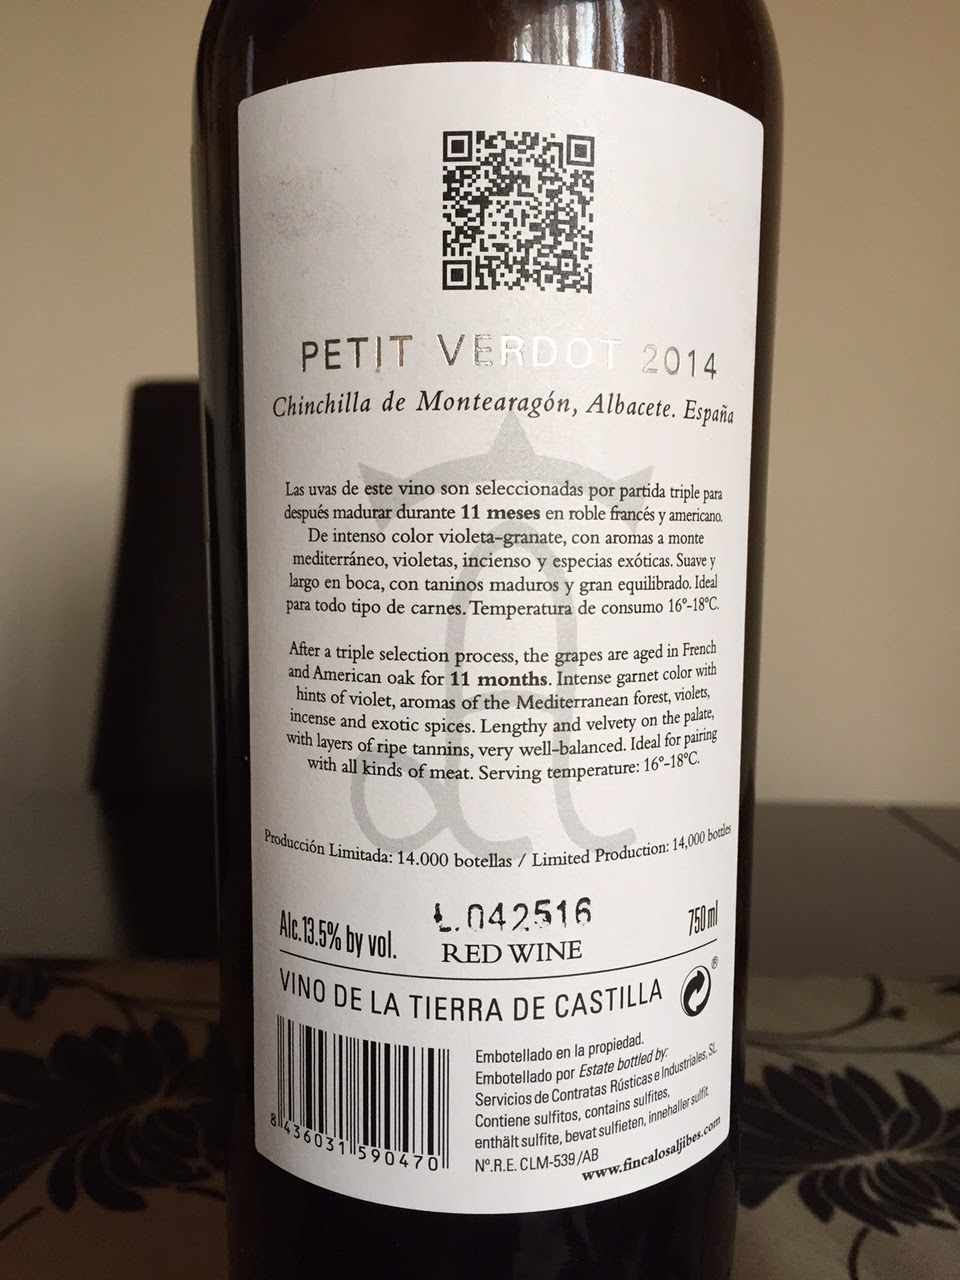 PETIT VERDOT 2014
Chinchilla de Montearagón, Albacete. España
Las uvas de este vino son seleccionadas por partida triple para
después madurar durante 11 meses en roble francés y americano.
De intenso color violeta-granate, con aromas a monte
mediterráneo, violetas, incienso y especias exóticas. Suave y
largo en boca, con taninos maduros y gran equilibrado. Ideal
para todo tipo de carnes. Temperatura de consumo 16º-18ºC.
After a triple selection process, the grapes are aged in French
and American oak for 11 months. Intense garnet color with
hints of violet, aromas of the Mediterranean forest, violets,
incense and exotic spices. Lengthy and velvety on the palate,
with layers of ripe tannins, very well-balanced. Ideal for pairing
with all kinds of meat. Serving temperature: 16º-18ºC.
Producción Limitada: 14.000 botellas / Limited Production: 14,000 bottles
L.042516
Alc.13.5% by vol. RED WINE 750 ml
VINO DE LA TIERRA DE CASTILLA ®
Embotellado en la propiedad.
Embotellado por Estate bottled by:
Servicios de Contratas Rústicas e Industriales, SL.
Contiene sulfitos, contains sulfites,
enthält sulfite, bevat sulfieten, innehaller sulfit.
Nº.R.E. CLM-539/AB
www.fincalosaljibes.com
8 436031 590470